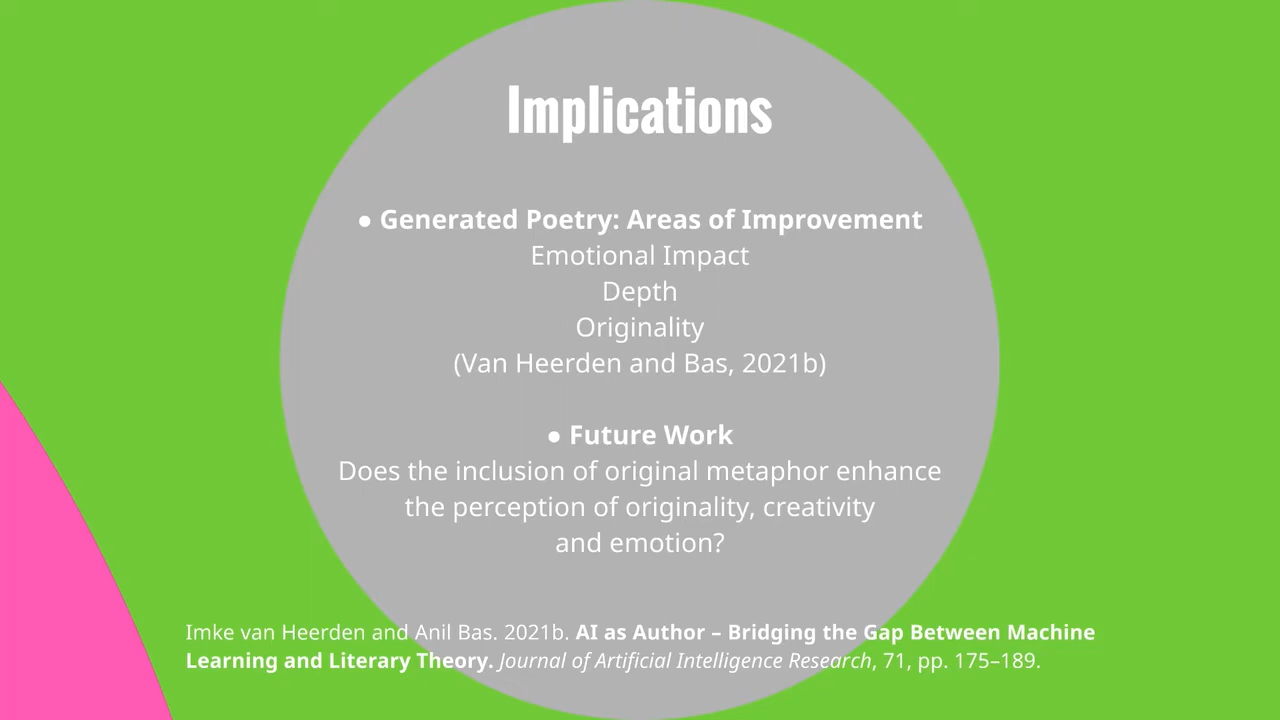 Implications
● Generated Poetry: Areas of Improvement
Emotional Impact
Depth
Originality
(Van Heerden and Bas, 2021b)
● Future Work
Does the inclusion of original metaphor enhance
the perception of originality, creativity
and emotion?
Imke van Heerden and Anil Bas. 2021b. AI as Author – Bridging the Gap Between Machine
Learning and Literary Theory. Journal of Artificial Intelligence Research, 71, pp. 175–189.